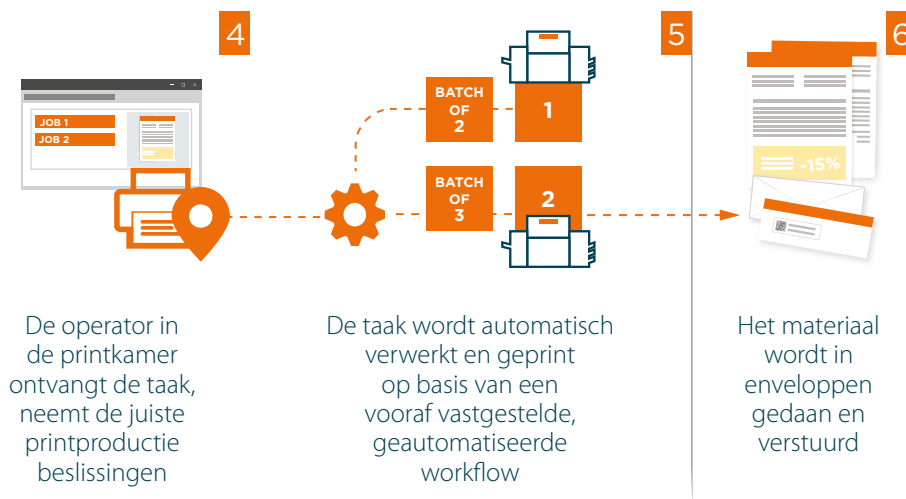 4
JOB 1
JOB 2
De operator in
de printkamer
ontvangt de taak,
neemt de juiste
printproductie
beslissingen
5
BATCH
OF
2
1
BATCH
OF
3
2
De taak wordt automatisch
verwerkt en geprint
op basis van een
vooraf vastgestelde,
geautomatiseerde
workflow
6
-15%
Het materiaal
wordt in
enveloppen
gedaan en
verstuurd